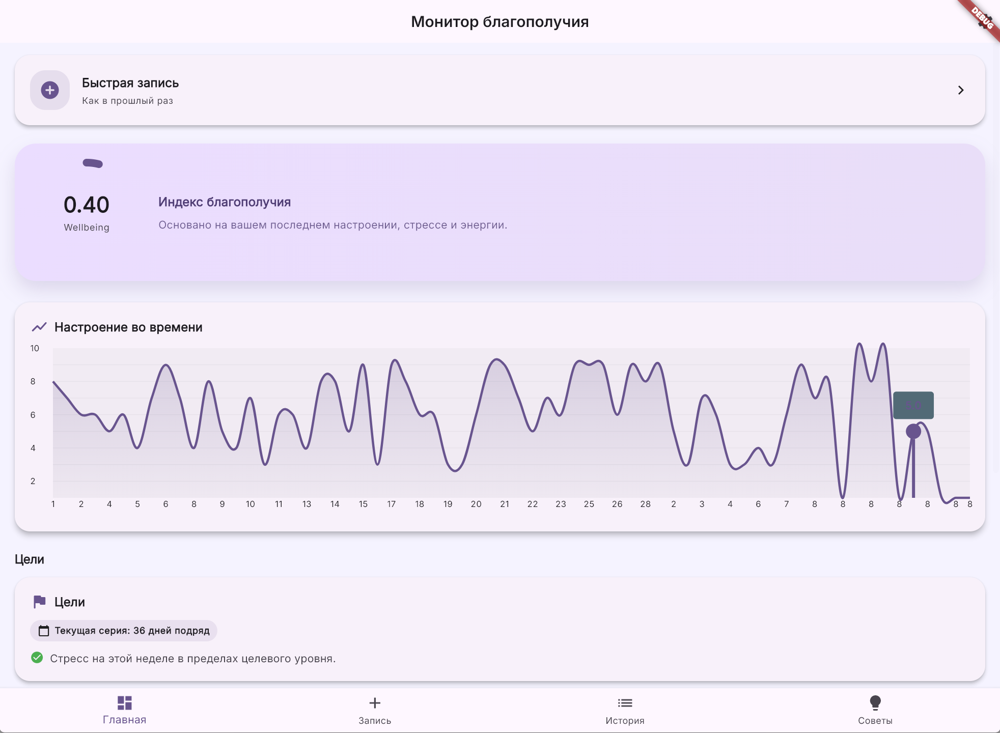 Монитор благополучия
DEBUG
Быстрая запись
Как в прошлый раз
0.40
Wellbeing
Индекс благополучия
Основано на вашем последнем настроении, стрессе и энергии.
Настроение во времени
10
8
6
4
2
5.0
1 2 4 5 6 8 9 10 11 13 14 15 17 18 19 20 21 22 23 25 26 28 2 3 4 6 7 8 8 8 8 8 8 8
Цели
Цели
Текущая серия: 36 дней подряд
Стресс на этой неделе в пределах целевого уровня.
Главная
Запись
История
Советы